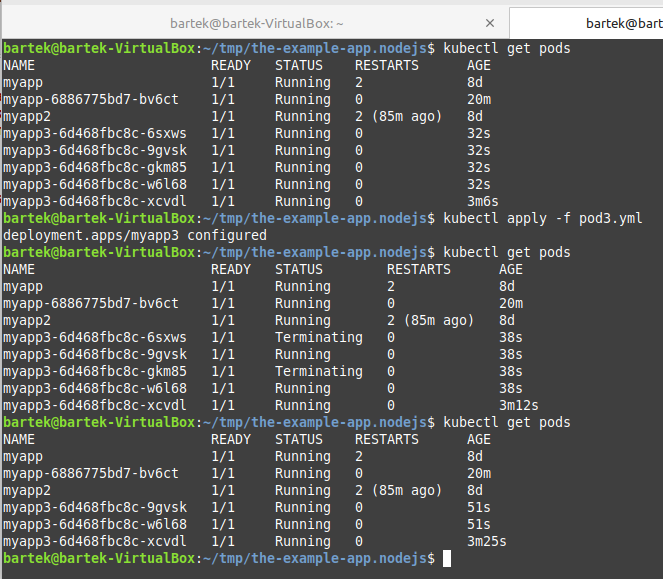 bartek@bartek-VirtualBox: ~ × bartek@barte
bartek@bartek-VirtualBox:~/tmp/the-example-app.nodejs$ kubectl get pods
NAME READY STATUS RESTARTS AGE
myapp 1/1 Running 2 8d
myapp-6886775bd7-bv6ct 1/1 Running 0 20m
myapp2 1/1 Running 2 (85m ago) 8d
myapp3-6d468fbc8c-6sxws 1/1 Running 0 32s
myapp3-6d468fbc8c-9gvsk 1/1 Running 0 32s
myapp3-6d468fbc8c-gkm85 1/1 Running 0 32s
myapp3-6d468fbc8c-w6l68 1/1 Running 0 32s
myapp3-6d468fbc8c-xcvdl 1/1 Running 0 3m6s
bartek@bartek-VirtualBox:~/tmp/the-example-app.nodejs$ kubectl apply -f pod3.yml
deployment.apps/myapp3 configured
bartek@bartek-VirtualBox:~/tmp/the-example-app.nodejs$ kubectl get pods
NAME READY STATUS RESTARTS AGE
myapp 1/1 Running 2 8d
myapp-6886775bd7-bv6ct 1/1 Running 0 20m
myapp2 1/1 Running 2 (85m ago) 8d
myapp3-6d468fbc8c-6sxws 1/1 Terminating 0 38s
myapp3-6d468fbc8c-9gvsk 1/1 Running 0 38s
myapp3-6d468fbc8c-gkm85 1/1 Terminating 0 38s
myapp3-6d468fbc8c-w6l68 1/1 Running 0 38s
myapp3-6d468fbc8c-xcvdl 1/1 Running 0 3m12s
bartek@bartek-VirtualBox:~/tmp/the-example-app.nodejs$ kubectl get pods
NAME READY STATUS RESTARTS AGE
myapp 1/1 Running 2 8d
myapp-6886775bd7-bv6ct 1/1 Running 0 20m
myapp2 1/1 Running 2 (85m ago) 8d
myapp3-6d468fbc8c-9gvsk 1/1 Running 0 51s
myapp3-6d468fbc8c-w6l68 1/1 Running 0 51s
myapp3-6d468fbc8c-xcvdl 1/1 Running 0 3m25s
bartek@bartek-VirtualBox:~/tmp/the-example-app.nodejs$